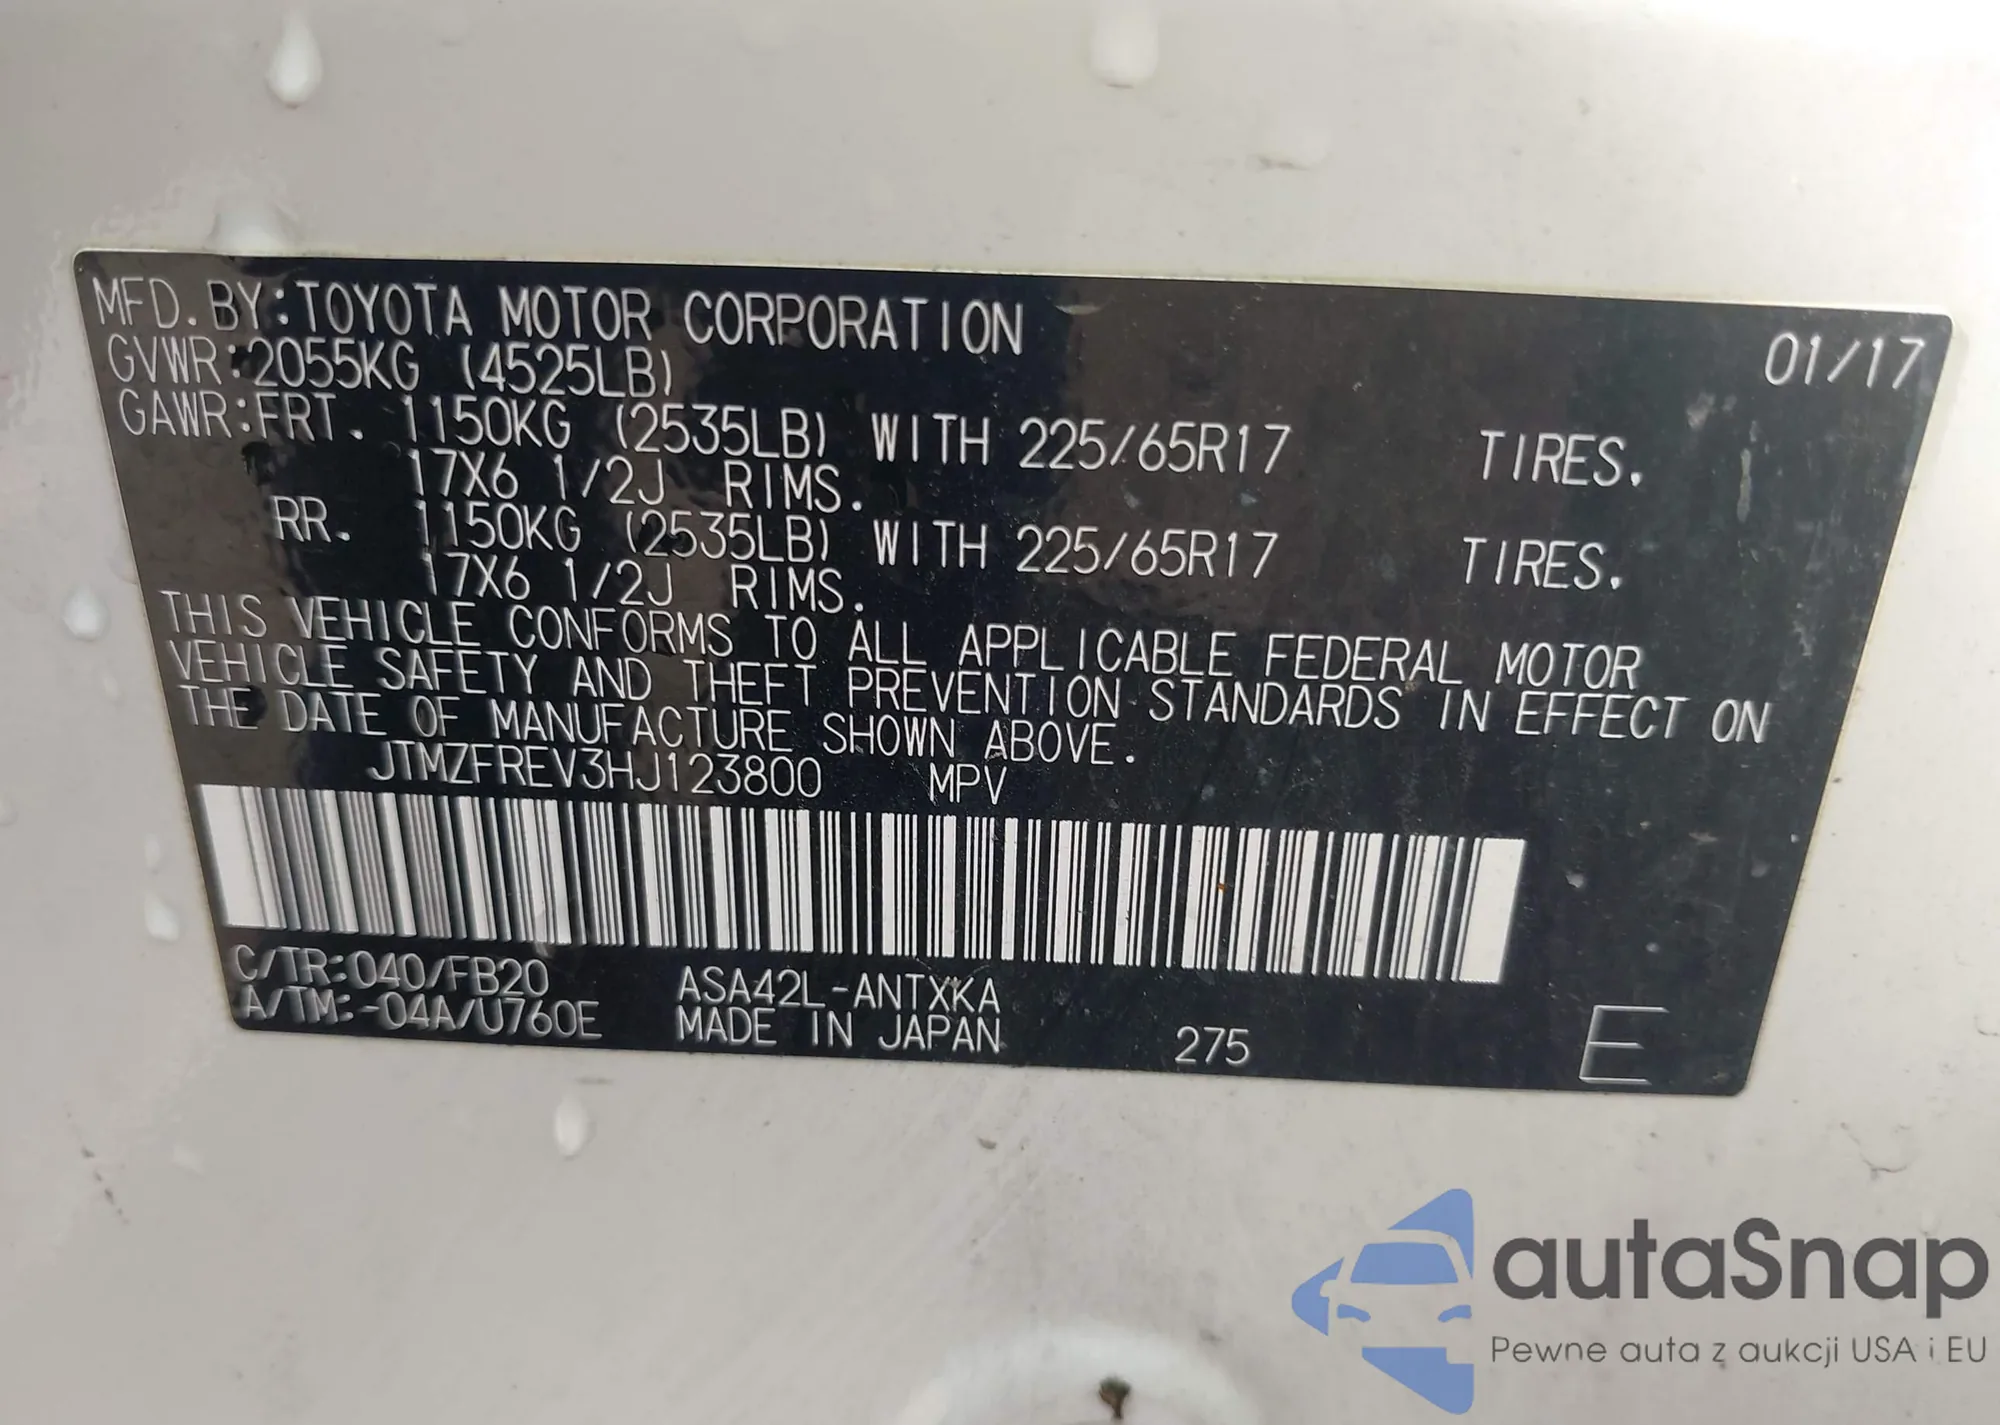 MFD. BY: TOYOTA MOTOR CORPORATION 01/17
GVWR: 2055KG (4525LB)
GAWR: FRT. 1150KG (2535LB) WITH 225/65R17 TIRES.
17X6 1/2J RIMS.
RR. 1150KG (2535LB) WITH 225/65R17 TIRES.
17X6 1/2J RIMS.
THIS VEHICLE CONFORMS TO ALL APPLICABLE FEDERAL MOTOR
VEHICLE SAFETY AND THEFT PREVENTION STANDARDS IN EFFECT ON
THE DATE OF MANUFACTURE SHOWN ABOVE.
JTMZFREV3HJ123800 MPV
C/TR: 040/FB20 ASA42L-ANTXKA
A/TM: -04A/U760E MADE IN JAPAN 275 E
autaSnap
Pewne auta z aukcji USA i EU